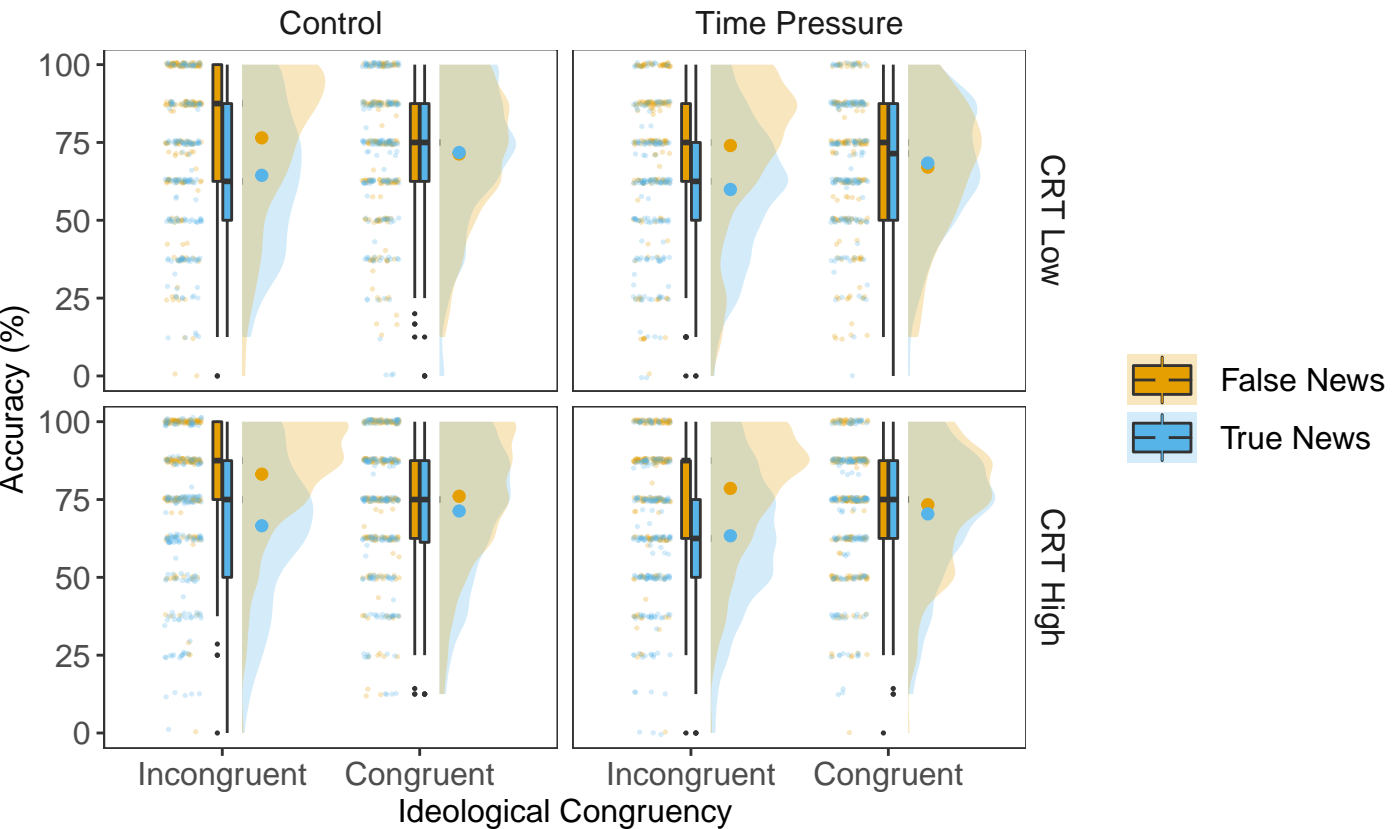 Control
Time Pressure
Accuracy (%)
100
75
50
25
0
CRT Low
100
75
50
25
0
CRT High
Incongruent
Congruent
Incongruent
Congruent
Ideological Congruency
False News
True News